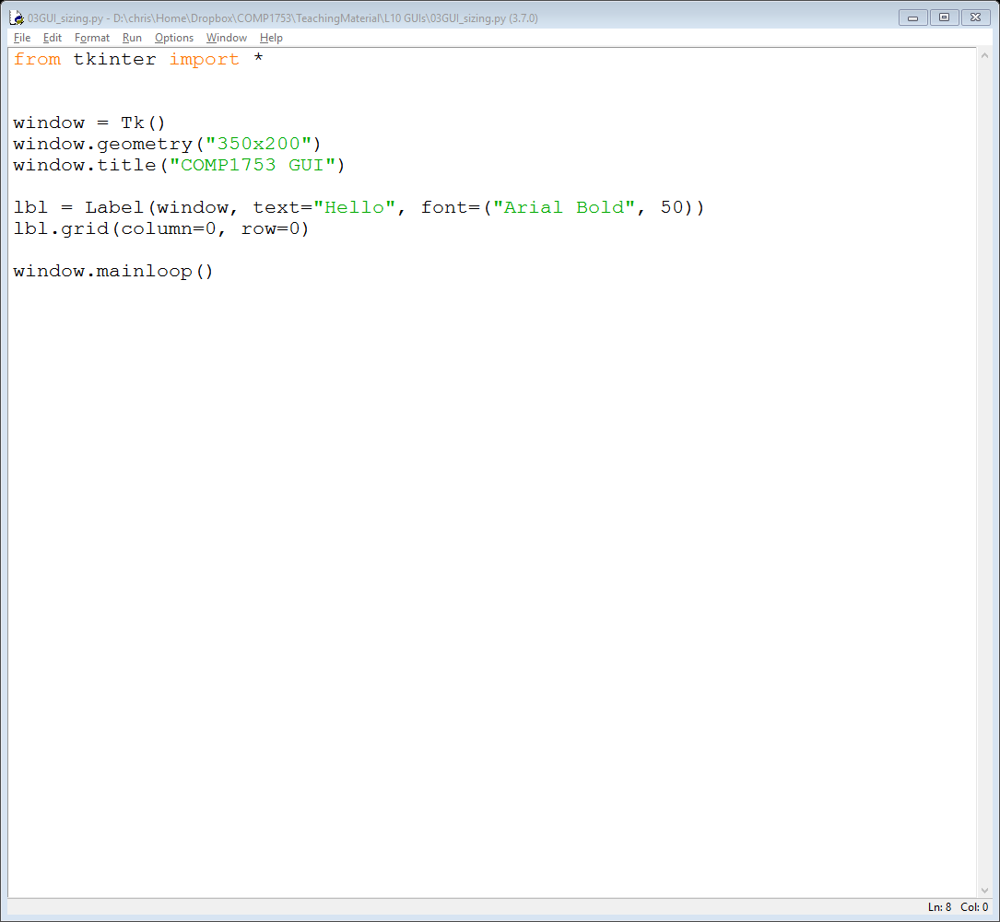 03GUI_sizing.py - D:\chris\Home\Dropbox\COMP1753\TeachingMaterial\L10 GUIs\03GUI_sizing.py (3.7.0)
File Edit Format Run Options Window Help
from tkinter import *
window = Tk()
window.geometry("350x200")
window.title("COMP1753 GUI")
lbl = Label(window, text="Hello", font=("Arial Bold", 50))
lbl.grid(column=0, row=0)
window.mainloop()
Ln: 8 Col: 0